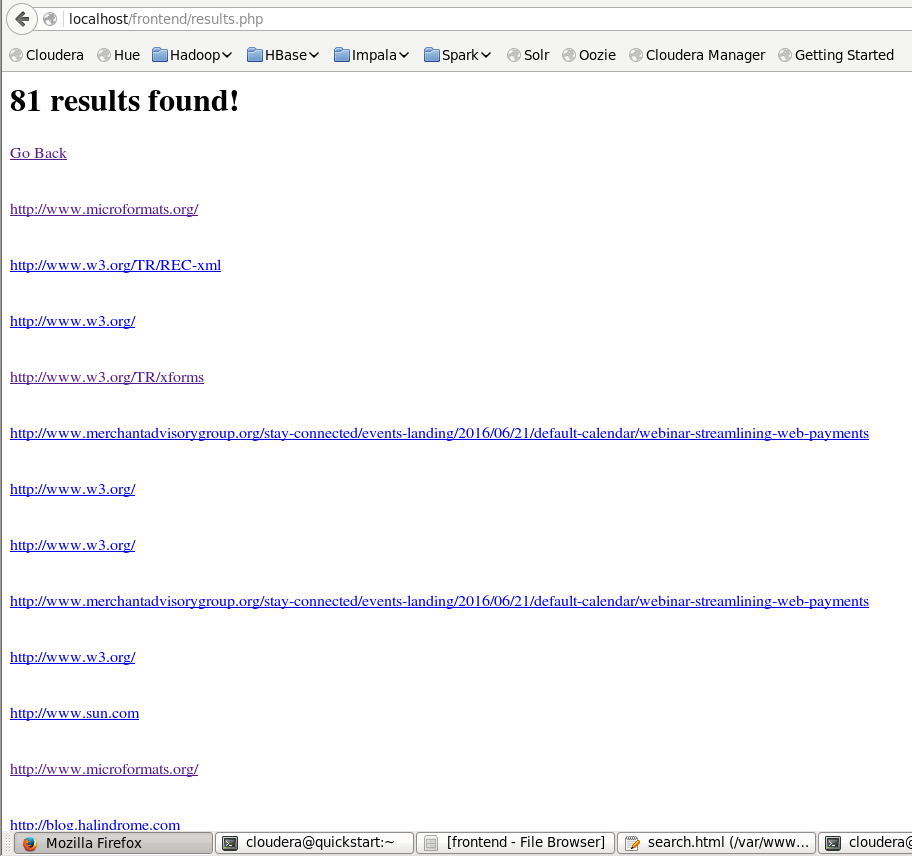 localhost/frontend/results.php
Cloudera Hue Hadoop HBase Impala Spark Solr Oozie Cloudera Manager Getting Started
81 results found!
Go Back
http://www.microformats.org/
http://www.w3.org/TR/REC-xml
http://www.w3.org/
http://www.w3.org/TR/xforms
http://www.merchantadvisorygroup.org/stay-connected/events-landing/2016/06/21/default-calendar/webinar-streamlining-web-payments
http://www.w3.org/
http://www.w3.org/
http://www.merchantadvisorygroup.org/stay-connected/events-landing/2016/06/21/default-calendar/webinar-streamlining-web-payments
http://www.w3.org/
http://www.sun.com
http://www.microformats.org/
http://blog.halindrome.com
Mozilla Firefox cloudera@quickstart:~ [frontend - File Browser] search.html (/var/www... cloudera@